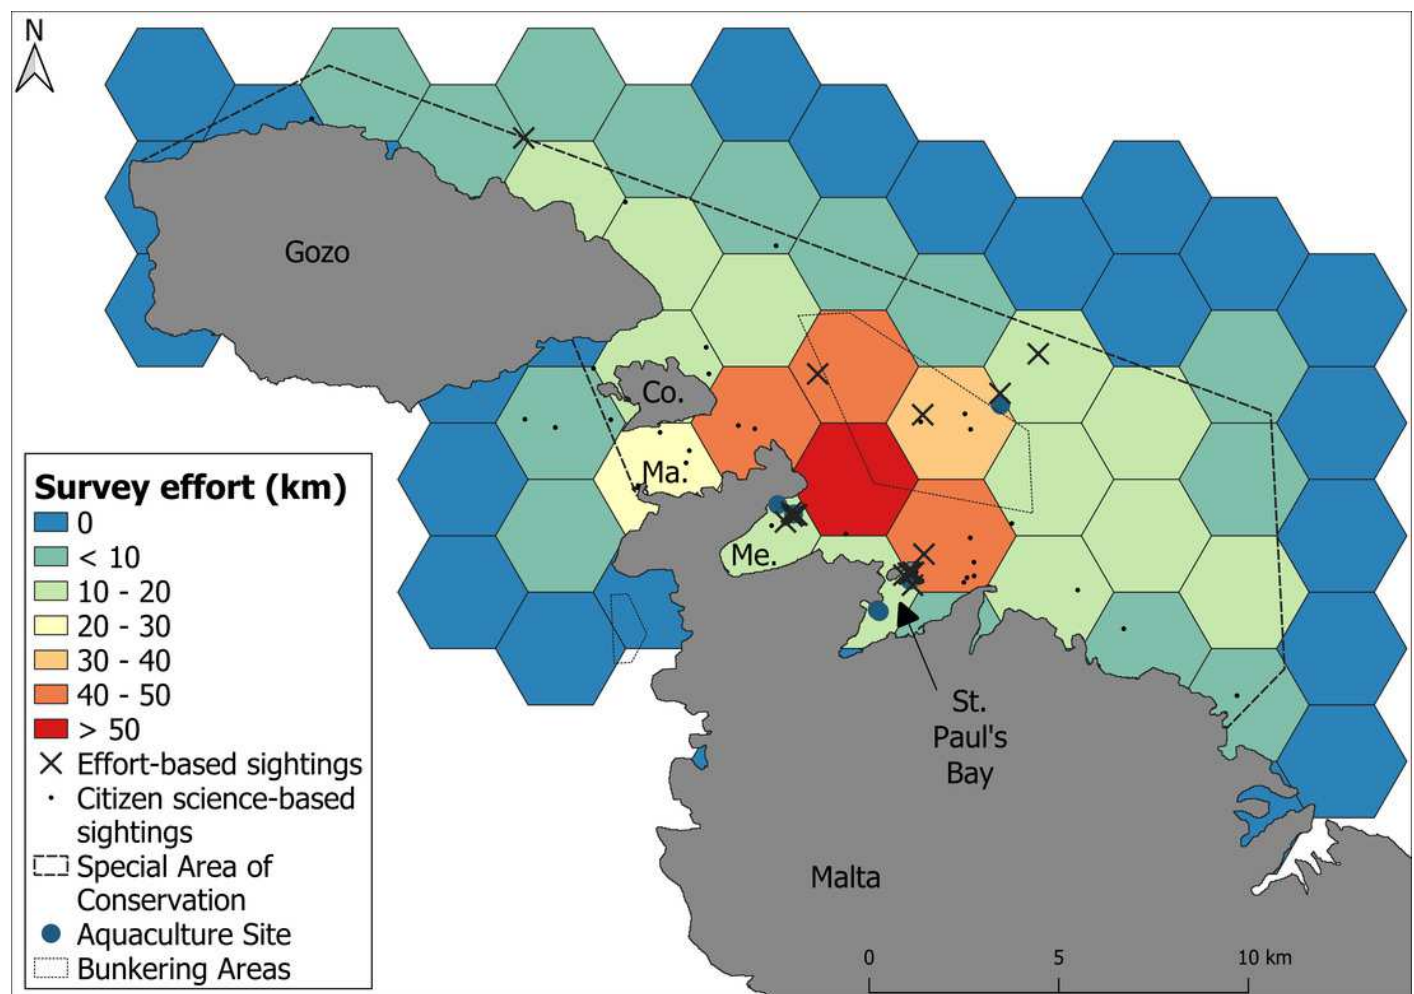 N
Gozo
Co.
Ma.
Me.
St.
Paul's
Bay
Malta
Survey effort (km)
0
< 10
10 - 20
20 - 30
30 - 40
40 - 50
> 50
Effort-based sightings
Citizen science-based
sightings
Special Area of
Conservation
Aquaculture Site
Bunkering Areas
0 5 10 km